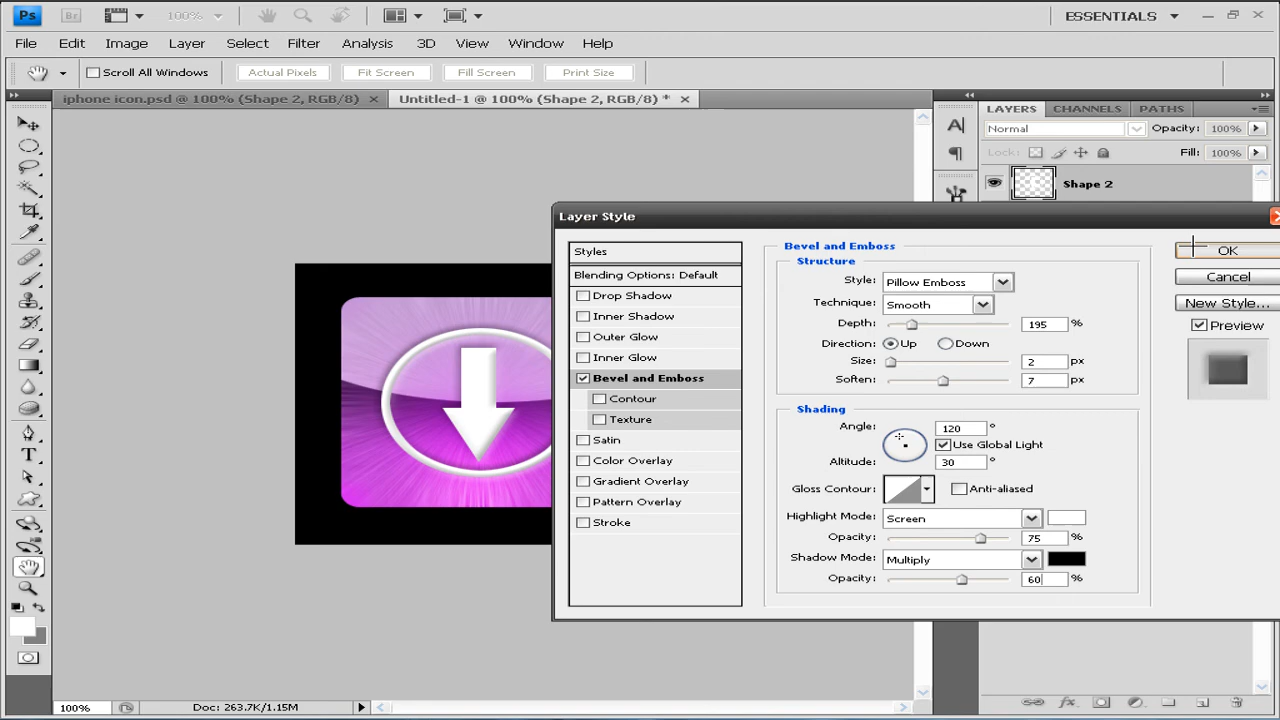 Ps Br 100% ESSENTIALS
File Edit Image Layer Select Filter Analysis 3D View Window Help
Scroll All Windows Actual Pixels Fit Screen Fill Screen Print Size
iphone icon.psd @ 100% (Shape 2, RGB/8) Untitled-1 @ 100% (Shape 2, RGB/8) * LAYERS CHANNELS PATHS
Normal Opacity: 100%
Lock: Fill: 100%
Shape 2
Layer Style
Styles
Blending Options: Default
Drop Shadow
Inner Shadow
Outer Glow
Inner Glow
Bevel and Emboss
Contour
Texture
Satin
Color Overlay
Gradient Overlay
Pattern Overlay
Stroke
Bevel and Emboss
Structure
Style: Pillow Emboss
Technique: Smooth
Depth: 195 %
Direction: Up Down
Size: 2 px
Soften: 7 px
Shading
Angle: 120 °
Use Global Light
Altitude: 30 °
Gloss Contour: Anti-aliased
Highlight Mode: Screen
Opacity: 75 %
Shadow Mode: Multiply
Opacity: 60 %
OK
Cancel
New Style...
Preview
100% Doc: 263.7K/1.15M